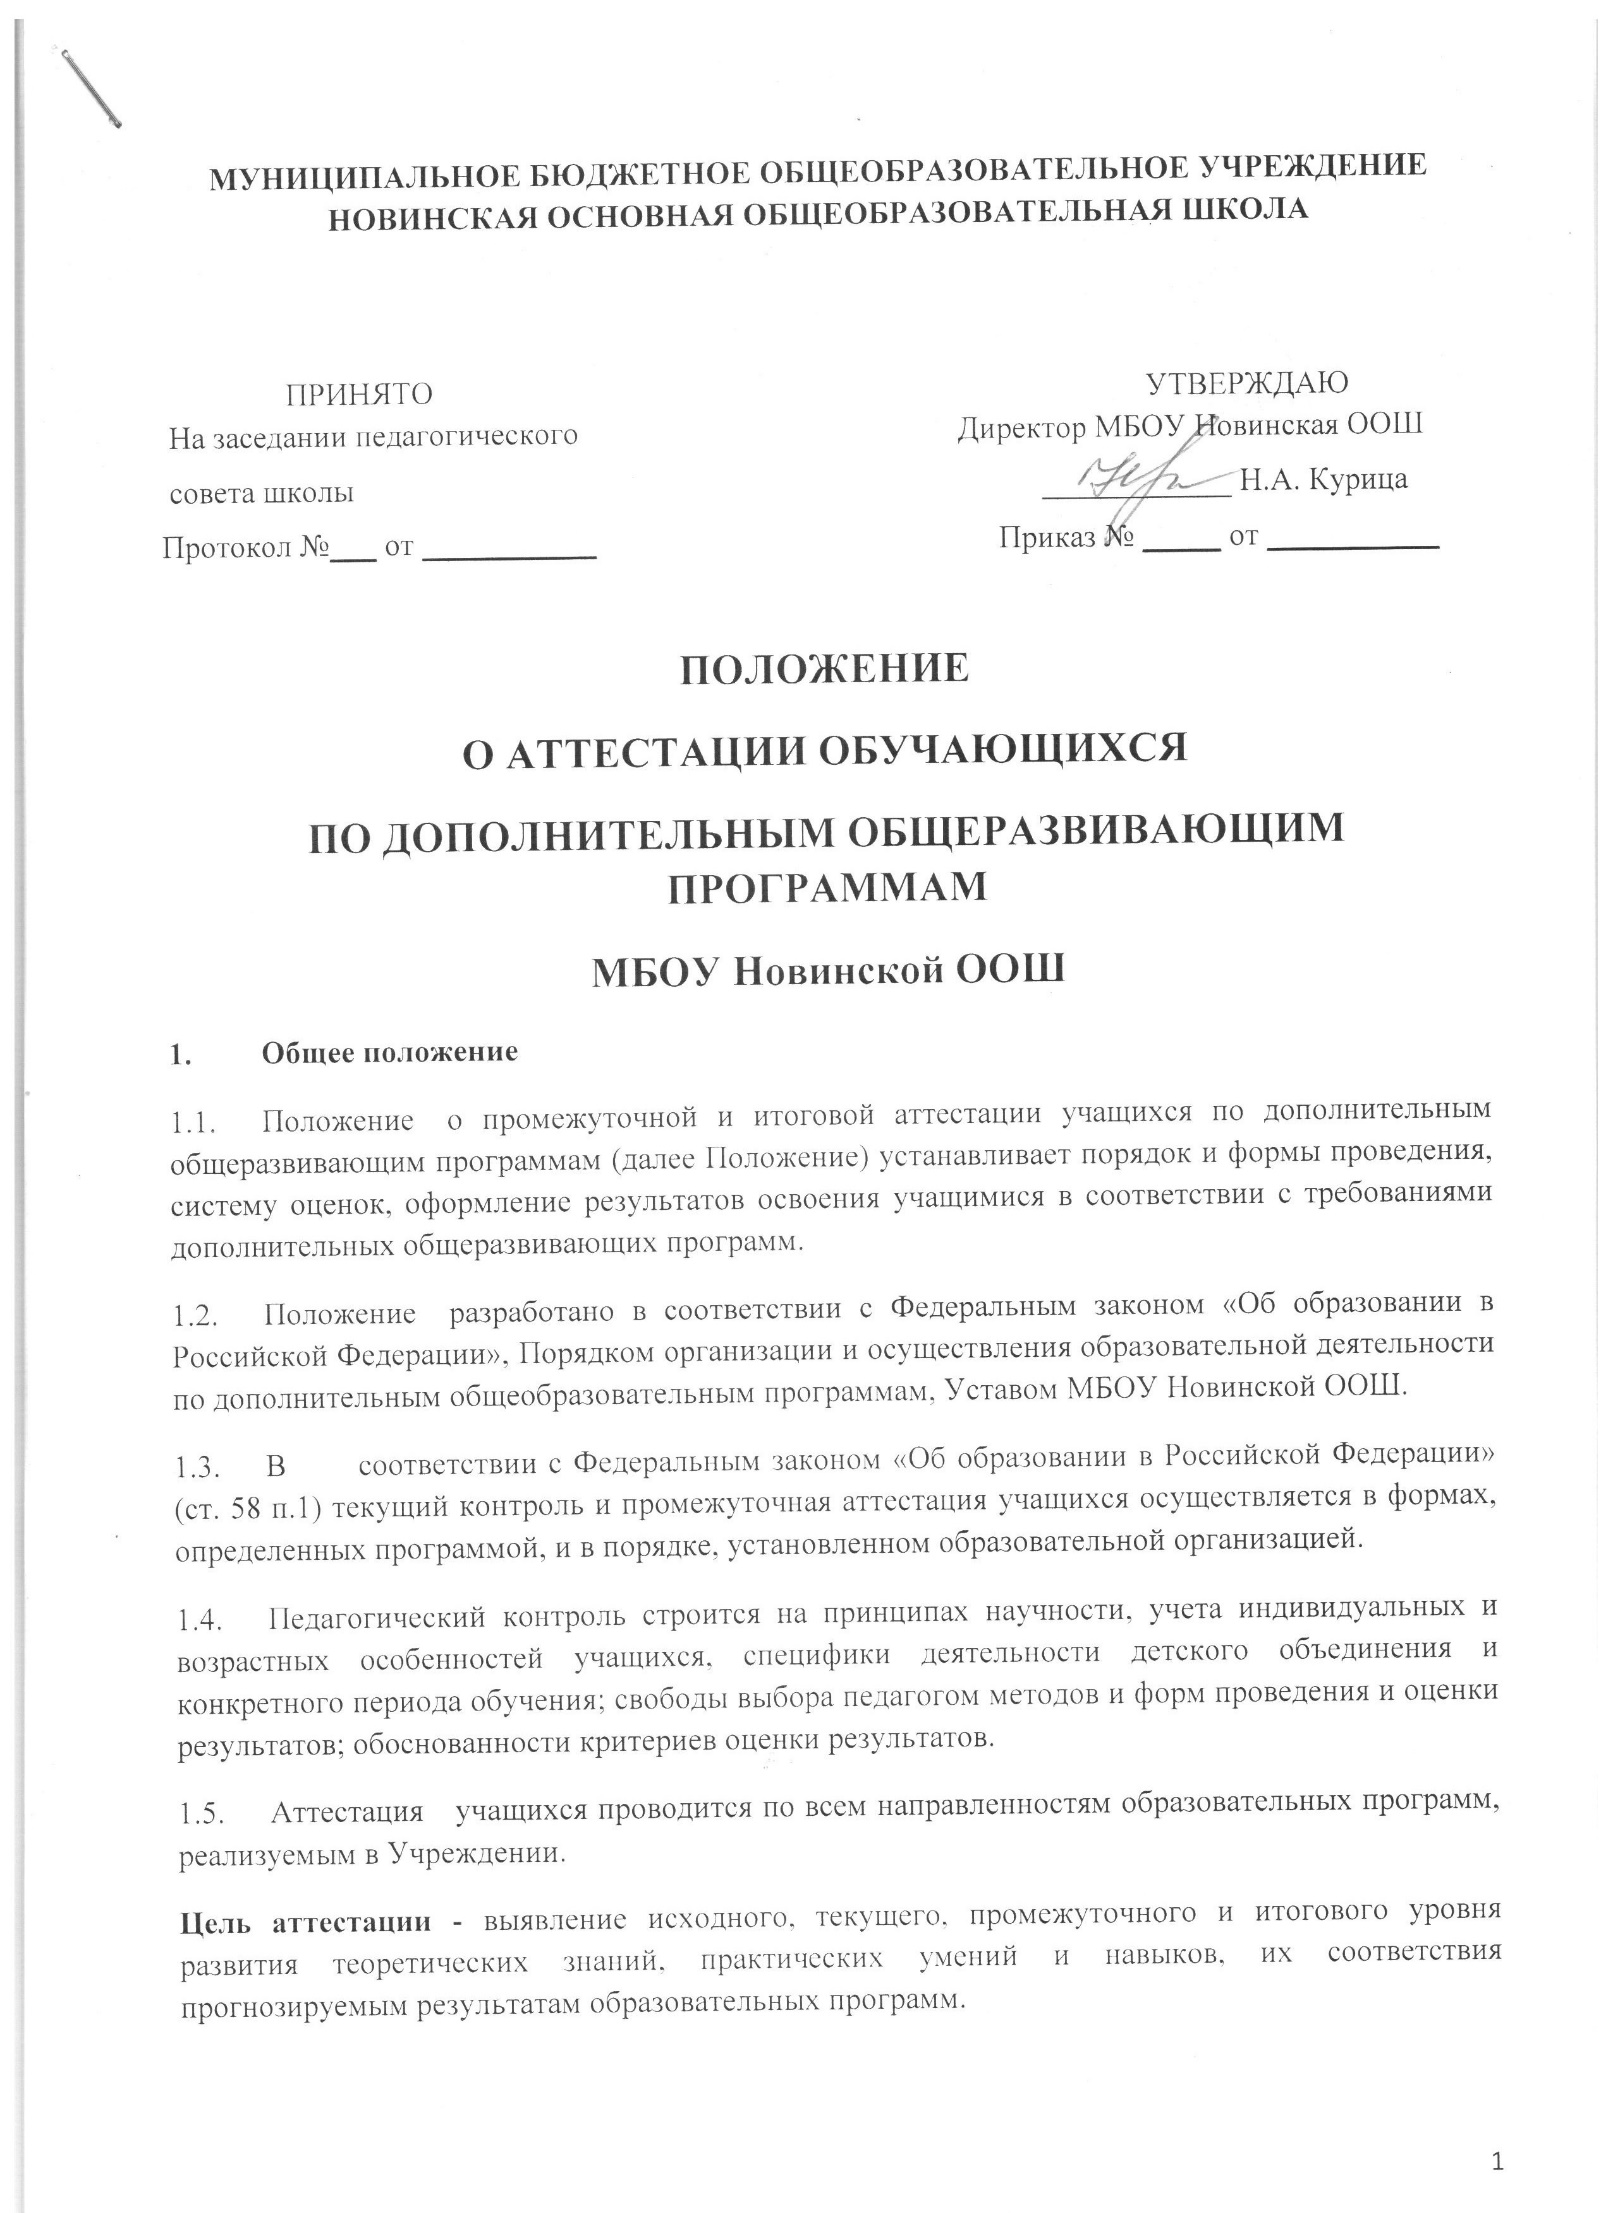 МУНИЦИПАЛЬНОЕ БЮДЖЕТНОЕ ОБЩЕОБРАЗОВАТЕЛЬНОЕ УЧРЕЖДЕНИЕ
НОВИНСКАЯ ОСНОВНАЯ ОБЩЕОБРАЗОВАТЕЛЬНАЯ ШКОЛА
ПРИНЯТО
На заседании педагогического
совета школы
Протокол №___ от ___________
УТВЕРЖДАЮ
Директор МБОУ Новинская ООШ
____________ Н.А. Курица
Приказ № _____ от ___________
ПОЛОЖЕНИЕ
О АТТЕСТАЦИИ ОБУЧАЮЩИХСЯ
ПО ДОПОЛНИТЕЛЬНЫМ ОБЩЕРАЗВИВАЮЩИМ
ПРОГРАММАМ
МБОУ Новинской ООШ
1. Общее положение
1.1. Положение о промежуточной и итоговой аттестации учащихся по дополнительным
общеразвивающим программам (далее Положение) устанавливает порядок и формы проведения,
систему оценок, оформление результатов освоения учащимися в соответствии с требованиями
дополнительных общеразвивающих программ.
1.2. Положение разработано в соответствии с Федеральным законом «Об образовании в
Российской Федерации», Порядком организации и осуществления образовательной деятельности
по дополнительным общеобразовательным программам, Уставом МБОУ Новинской ООШ.
1.3. В соответствии с Федеральным законом «Об образовании в Российской Федерации»
(ст. 58 п.1) текущий контроль и промежуточная аттестация учащихся осуществляется в формах,
определенных программой, и в порядке, установленном образовательной организацией.
1.4. Педагогический контроль строится на принципах научности, учета индивидуальных и
возрастных особенностей учащихся, специфики деятельности детского объединения и
конкретного периода обучения; свободы выбора педагогом методов и форм проведения и оценки
результатов; обоснованности критериев оценки результатов.
1.5. Аттестация учащихся проводится по всем направленностям образовательных программ,
реализуемым в Учреждении.
Цель аттестации - выявление исходного, текущего, промежуточного и итогового уровня
развития теоретических знаний, практических умений и навыков, их соответствия
прогнозируемым результатам образовательных программ.
1